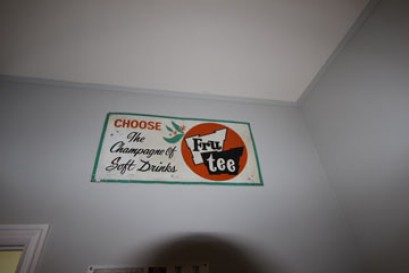 CHOOSE
The
Champagne Of
Soft Drinks
Fru
tee